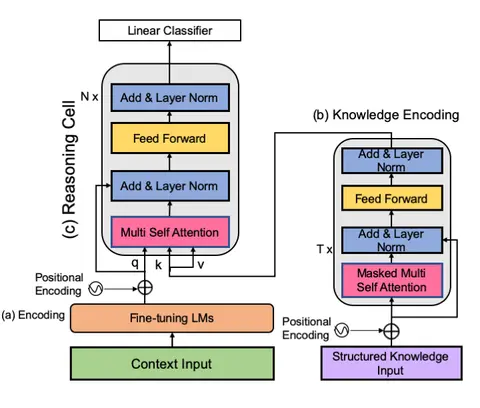 Linear Classifier
N x
Add & Layer Norm
Feed Forward
Add & Layer Norm
Multi Self Attention
(c) Reasoning Cell
q
k
v
Positional
Encoding
(a) Encoding
Fine-tuning LMs
Context Input
(b) Knowledge Encoding
Add & Layer
Norm
Feed Forward
Add & Layer
Norm
T x
Masked Multi
Self Attention
Positional
Encoding
Structured Knowledge
Input